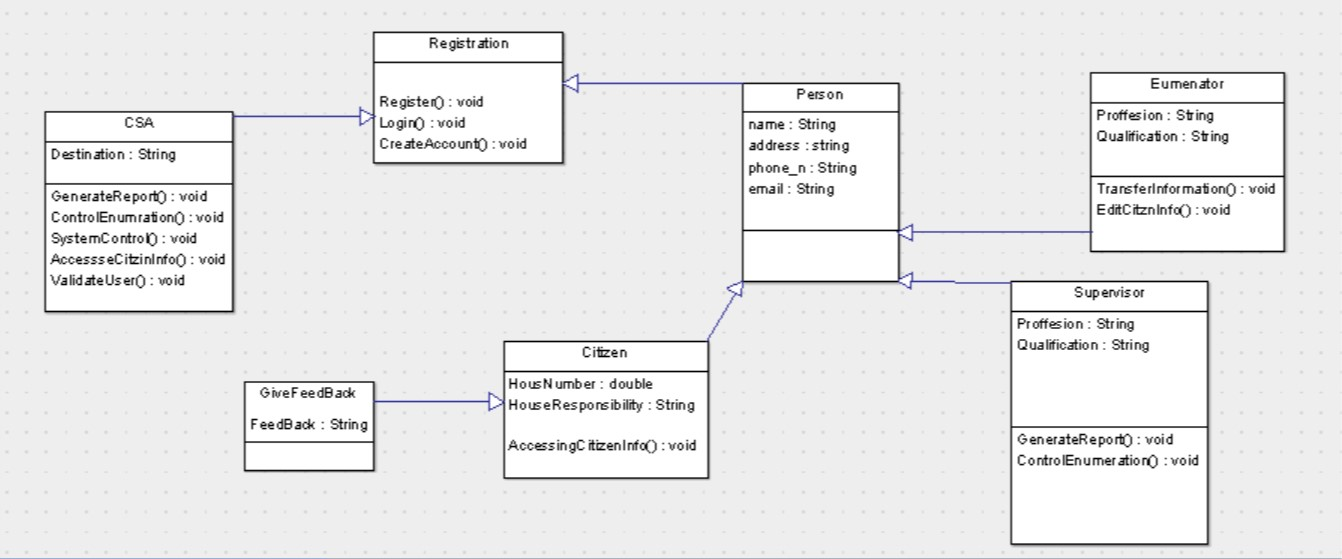 Registration
Register() : void
Login() : void
CreateAccount() : void
CSA
Destination : String
GenerateReport() : void
ControlEnumration() : void
SystemControl() : void
AccessseCitzinInfo() : void
ValidateUser() : void
Person
name : String
address : string
phone_n : String
email : String
Eumenator
Proffesion : String
Qualification : String
TransferInformation() : void
EditCitznInfo() : void
Supervisor
Proffesion : String
Qualification : String
GenerateReport() : void
ControlEnumeration() : void
Citizen
HousNumber : double
HouseResponsibility : String
AccessingCitizenInfo() : void
GiveFeedBack
FeedBack : String